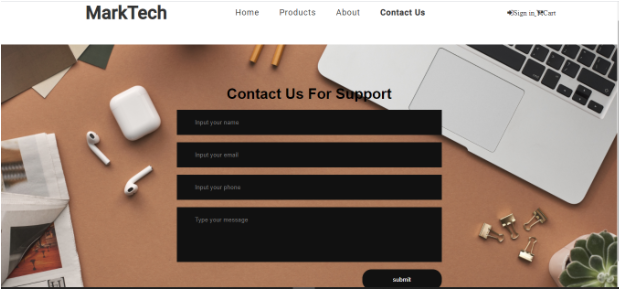 MarkTech
Home Products About Contact Us Sign in Cart
Contact Us For Support
Input your name
Input your email
Input your phone
Type your message
submit